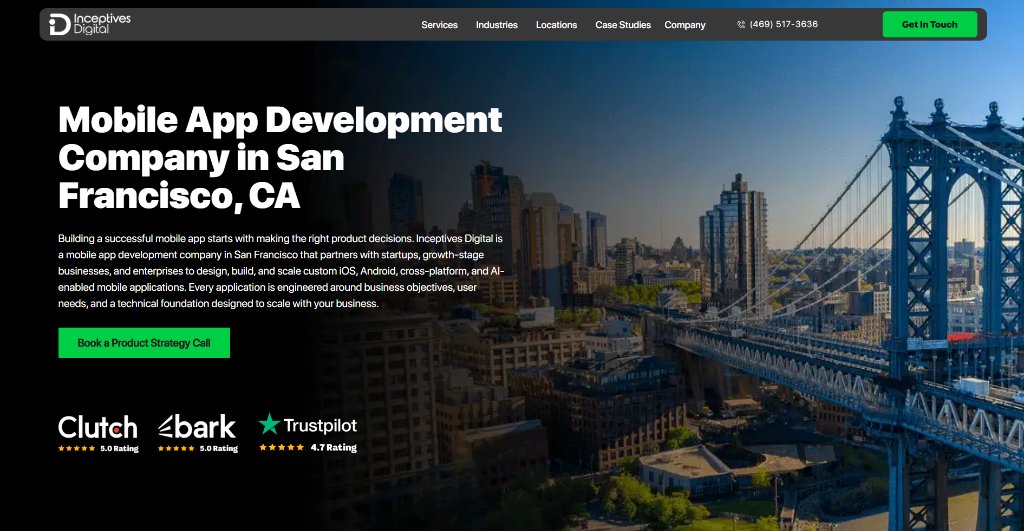 Inceptives Digital
Services Industries Locations Case Studies Company (469) 517-3636 Get In Touch
Mobile App Development
Company in San
Francisco, CA
Building a successful mobile app starts with making the right product decisions. Inceptives Digital is
a mobile app development company in San Francisco that partners with startups, growth-stage
businesses, and enterprises to design, build, and scale custom iOS, Android, cross-platform, and AI-
enabled mobile applications. Every application is engineered around business objectives, user
needs, and a technical foundation designed to scale with your business.
Book a Product Strategy Call
Clutch bark Trustpilot
5.0 Rating 5.0 Rating 4.7 Rating